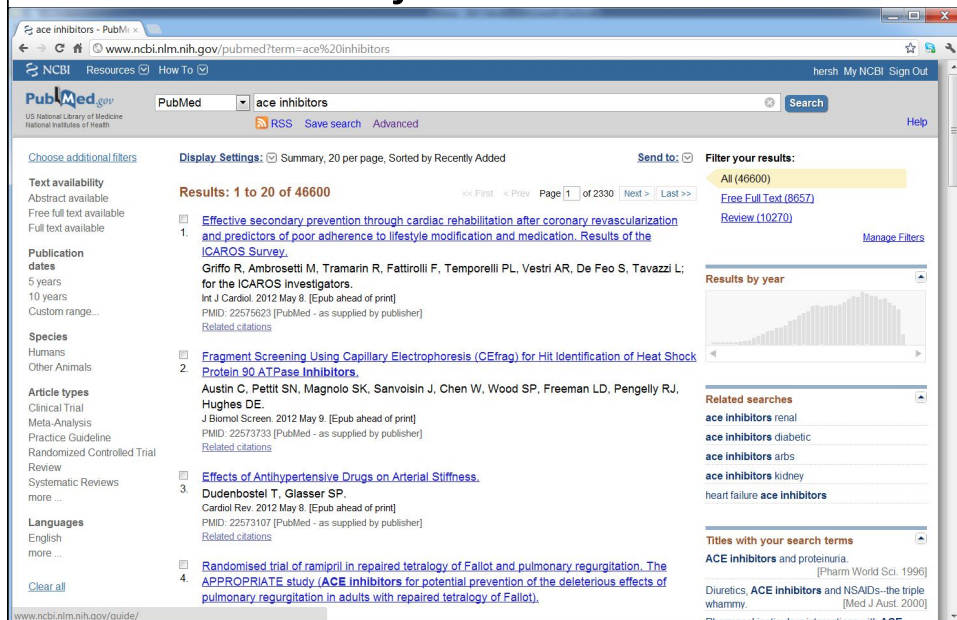 ace inhibitors - PubMe
www.ncbi.nlm.nih.gov/pubmed?term=ace%20inhibitors
NCBI Resources How To
hersh My NCBI Sign Out
PubMed.gov
US National Library of Medicine
National Institutes of Health
PubMed
ace inhibitors
Search
RSS Save search Advanced
Help
Choose additional filters
Text availability
Abstract available
Free full text available
Full text available
Publication
dates
5 years
10 years
Custom range...
Species
Humans
Other Animals
Article types
Clinical Trial
Meta-Analysis
Practice Guideline
Randomized Controlled Trial
Review
Systematic Reviews
more ...
Languages
English
more ...
Clear all
www.ncbi.nlm.nih.gov/guide/
Display Settings: Summary, 20 per page, Sorted by Recently Added
Send to:
Results: 1 to 20 of 46600
<< First < Prev Page 1 of 2330 Next > Last >>
1. Effective secondary prevention through cardiac rehabilitation after coronary revascularization
and predictors of poor adherence to lifestyle modification and medication. Results of the
ICAROS Survey.
Griffo R, Ambrosetti M, Tramarin R, Fattirolli F, Temporelli PL, Vestri AR, De Feo S, Tavazzi L;
for the ICAROS investigators.
Int J Cardiol. 2012 May 8. [Epub ahead of print]
PMID: 22575623 [PubMed - as supplied by publisher]
Related citations
2. Fragment Screening Using Capillary Electrophoresis (CEfrag) for Hit Identification of Heat Shock
Protein 90 ATPase Inhibitors.
Austin C, Pettit SN, Magnolo SK, Sanvoisin J, Chen W, Wood SP, Freeman LD, Pengelly RJ,
Hughes DE.
J Biomol Screen. 2012 May 9. [Epub ahead of print]
PMID: 22573733 [PubMed - as supplied by publisher]
Related citations
3. Effects of Antihypertensive Drugs on Arterial Stiffness.
Dudenbostel T, Glasser SP.
Cardiol Rev. 2012 May 8. [Epub ahead of print]
PMID: 22573107 [PubMed - as supplied by publisher]
Related citations
4. Randomised trial of ramipril in repaired tetralogy of Fallot and pulmonary regurgitation. The
APPROPRIATE study (ACE inhibitors for potential prevention of the deleterious effects of
pulmonary regurgitation in adults with repaired tetralogy of Fallot).
Filter your results:
All (46600)
Free Full Text (8657)
Review (10270)
Manage Filters
Results by year
Related searches
ace inhibitors renal
ace inhibitors diabetic
ace inhibitors arbs
ace inhibitors kidney
heart failure ace inhibitors
Titles with your search terms
ACE inhibitors and proteinuria.
[Pharm World Sci. 1996]
Diuretics, ACE inhibitors and NSAIDs--the triple
whammy. [Med J Aust. 2000]